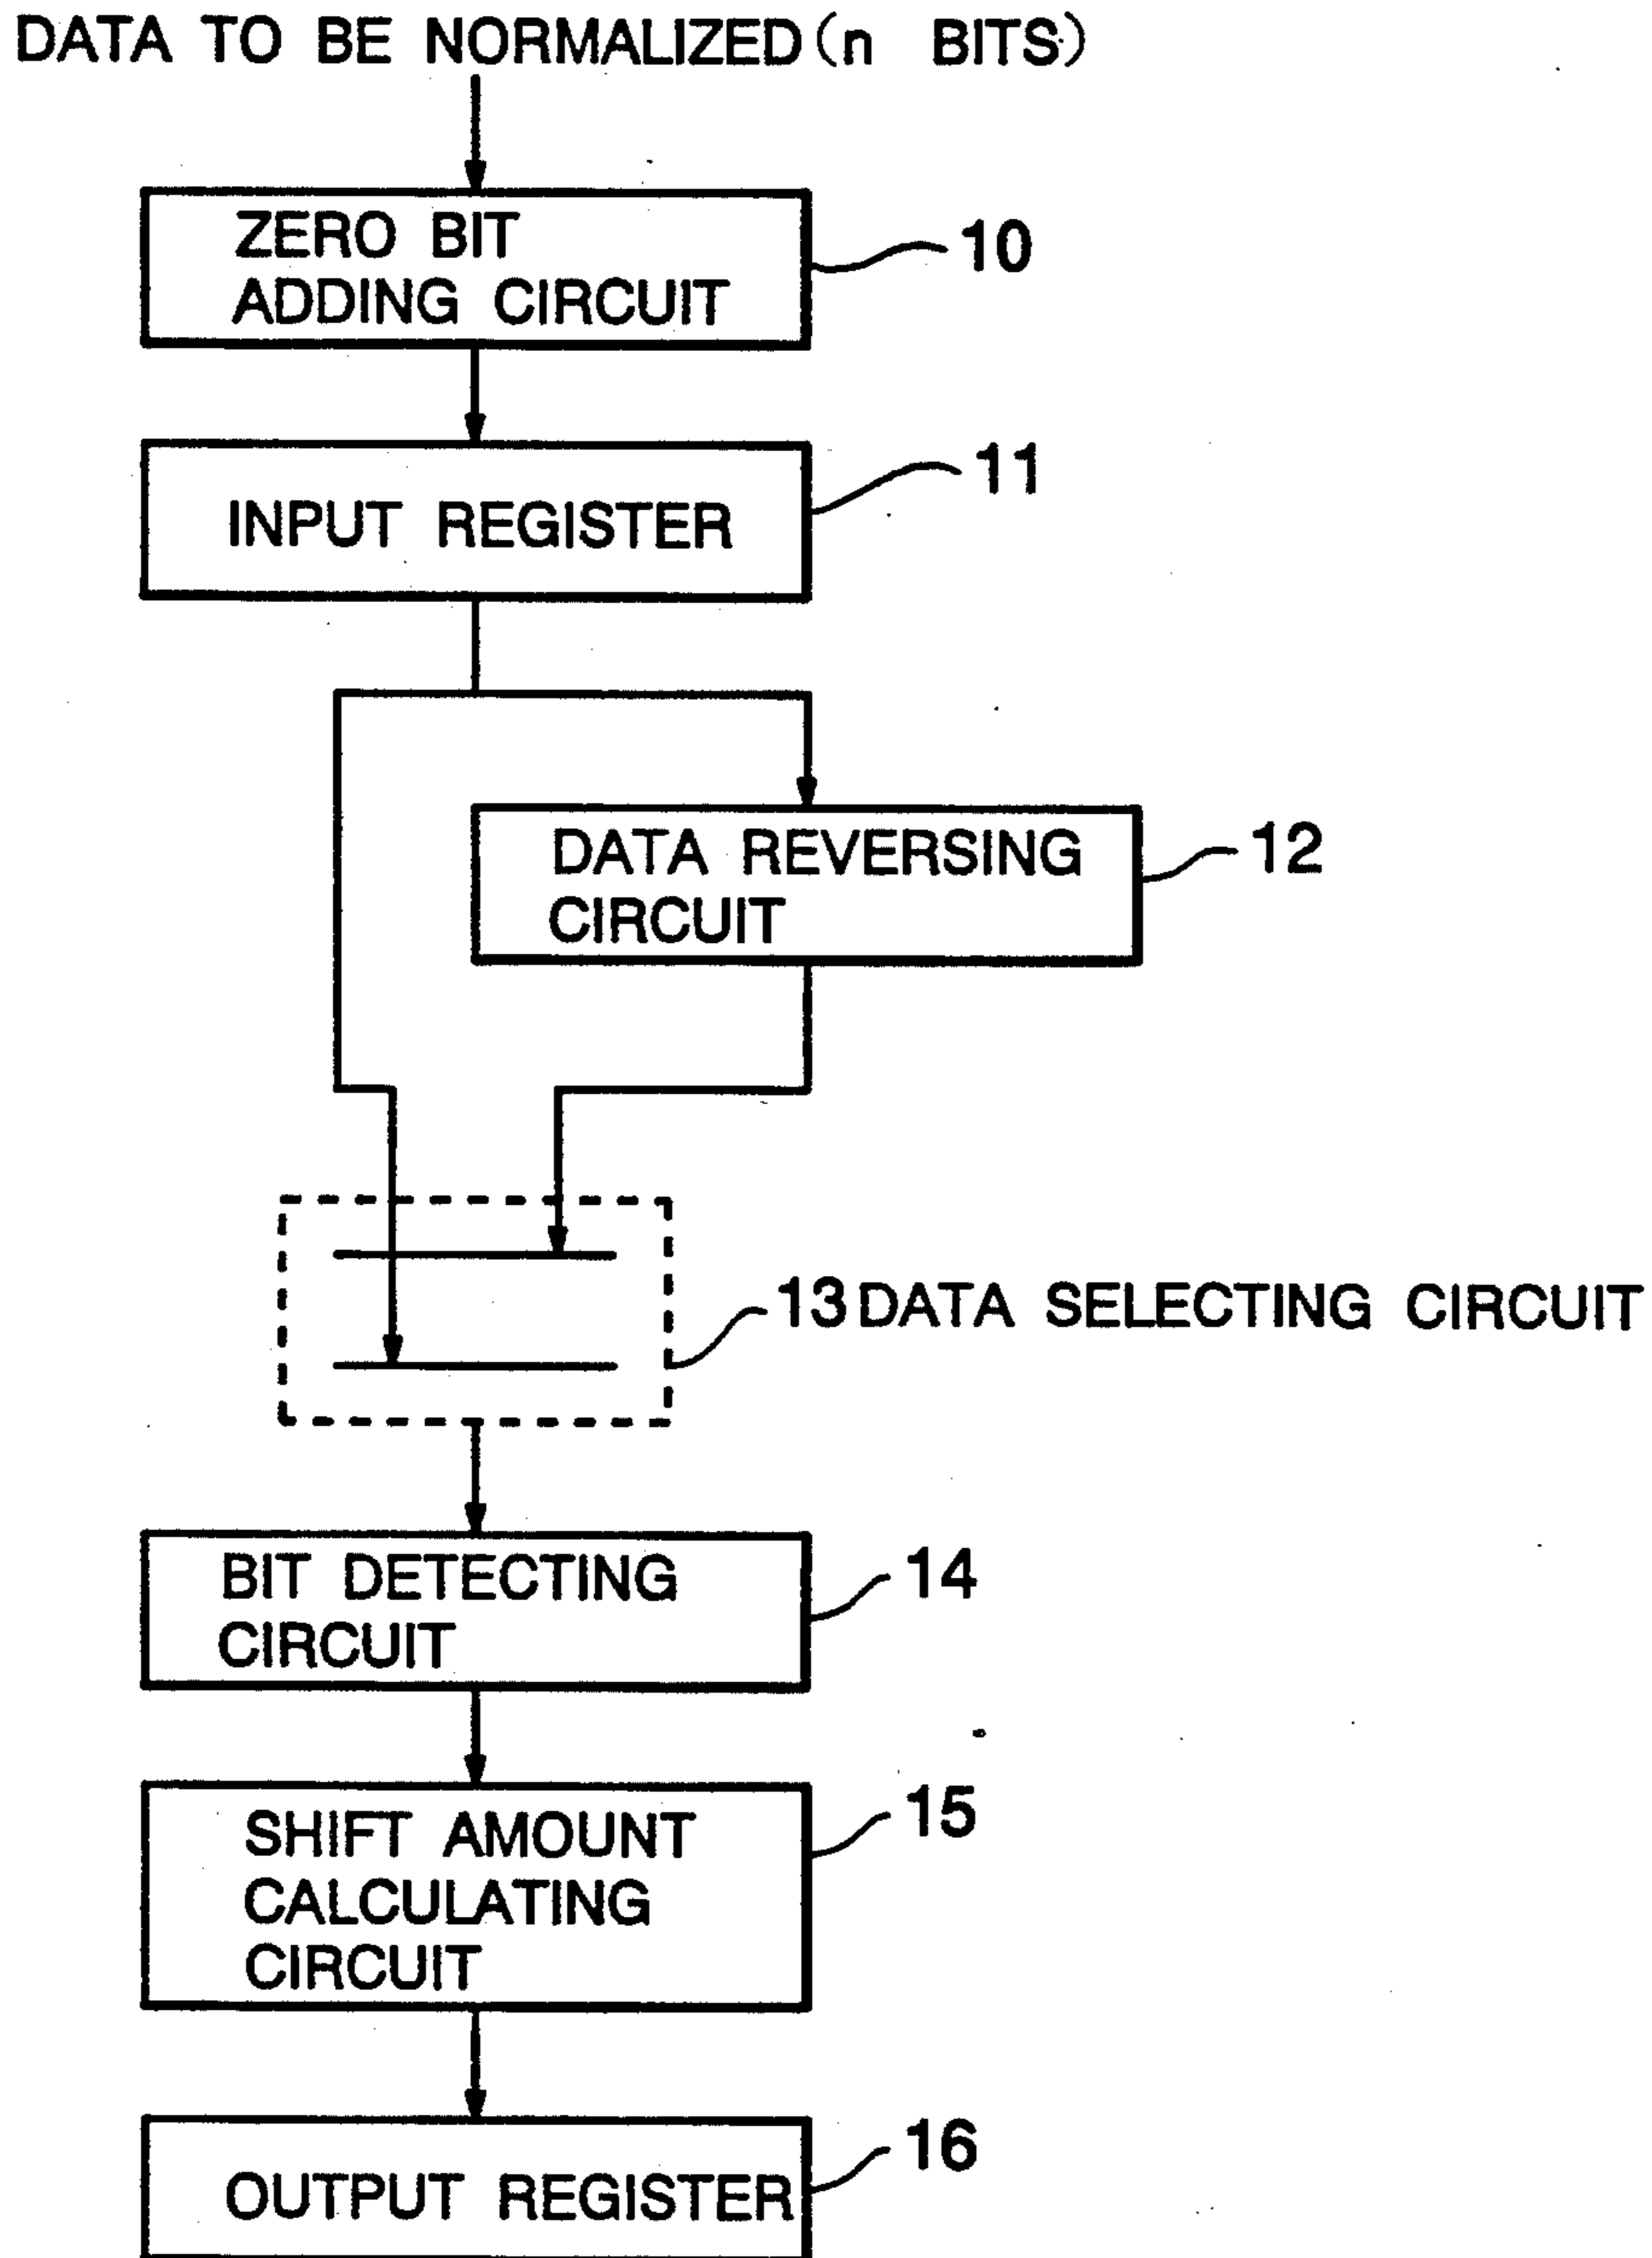 DATA TO BE NORMALIZED (n BITS)
ZERO BIT
ADDING CIRCUIT
10
INPUT REGISTER
11
DATA REVERSING
CIRCUIT
12
13 DATA SELECTING CIRCUIT
BIT DETECTING
CIRCUIT
14
SHIFT AMOUNT
CALCULATING
CIRCUIT
15
OUTPUT REGISTER
16